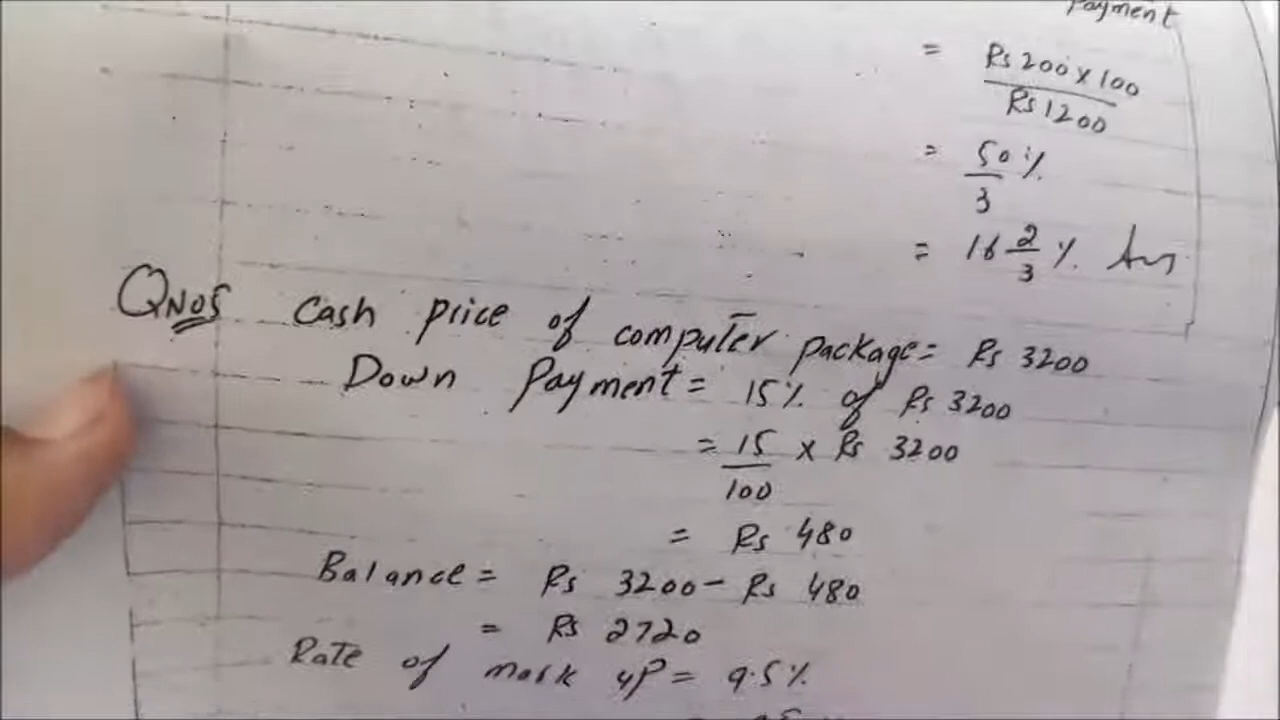 Payment
= Rs 200 x 100
Rs 1200
= 50 %
3
= 16 2/3 % Ans
QNo5 Cash price of computer package = Rs 3200
Down Payment = 15% of Rs 3200
= 15 x Rs 3200
100
= Rs 480
Balance = Rs 3200 - Rs 480
= Rs 2720
Rate of mark up = 9.5%